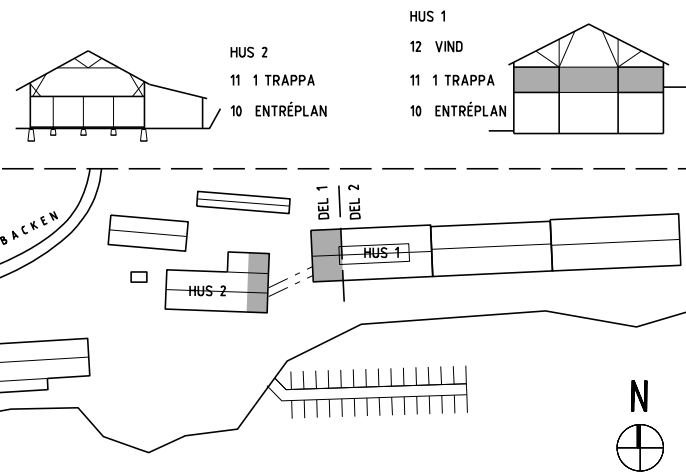 HUS 2
11 1 TRAPPA
10 ENTRÉPLAN
HUS 1
12 VIND
11 1 TRAPPA
10 ENTRÉPLAN
BACKEN
DEL 1
DEL 2
HUS 1
HUS 2
N